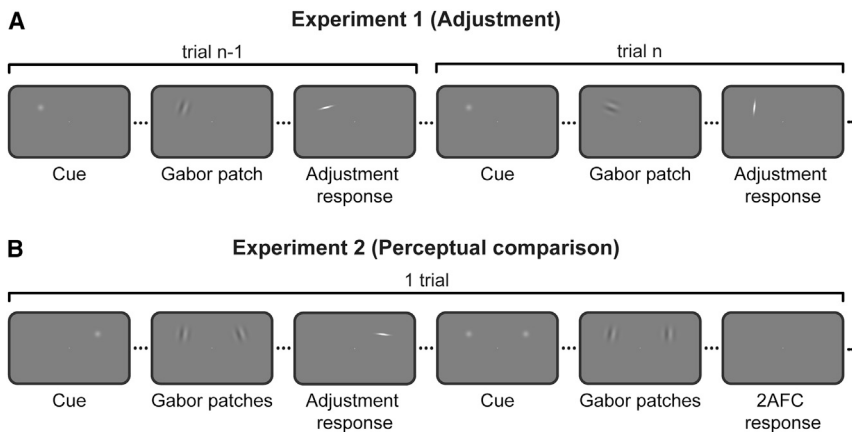 A
Experiment 1 (Adjustment)
trial n-1
trial n
Cue
Gabor patch
Adjustment
response
Cue
Gabor patch
Adjustment
response
B
Experiment 2 (Perceptual comparison)
1 trial
Cue
Gabor patches
Adjustment
response
Cue
Gabor patches
2AFC
response